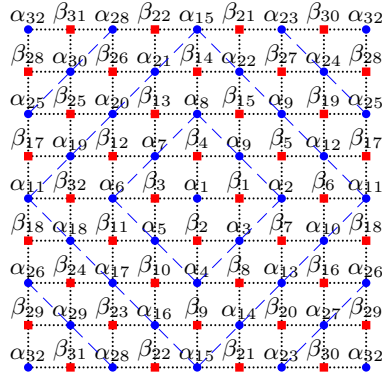 α32 β31 α28 β22 α15 β21 α23 β30 α32
β28 α30 β26 α21 β14 α22 β27 α24 β28
α25 β25 α20 β13 α8 β15 α9 β19 α25
β17 α19 β12 α7 β4 α9 β5 α12 β17
α11 β32 α6 β3 α1 β1 α2 β6 α11
β18 α18 β11 α5 β2 α3 β7 α10 β18
α26 β24 α17 β10 α4 β8 α13 β16 α26
β29 α29 β23 α16 β9 α14 β20 α27 β29
α32 β31 α28 β22 α15 β21 α23 β30 α32